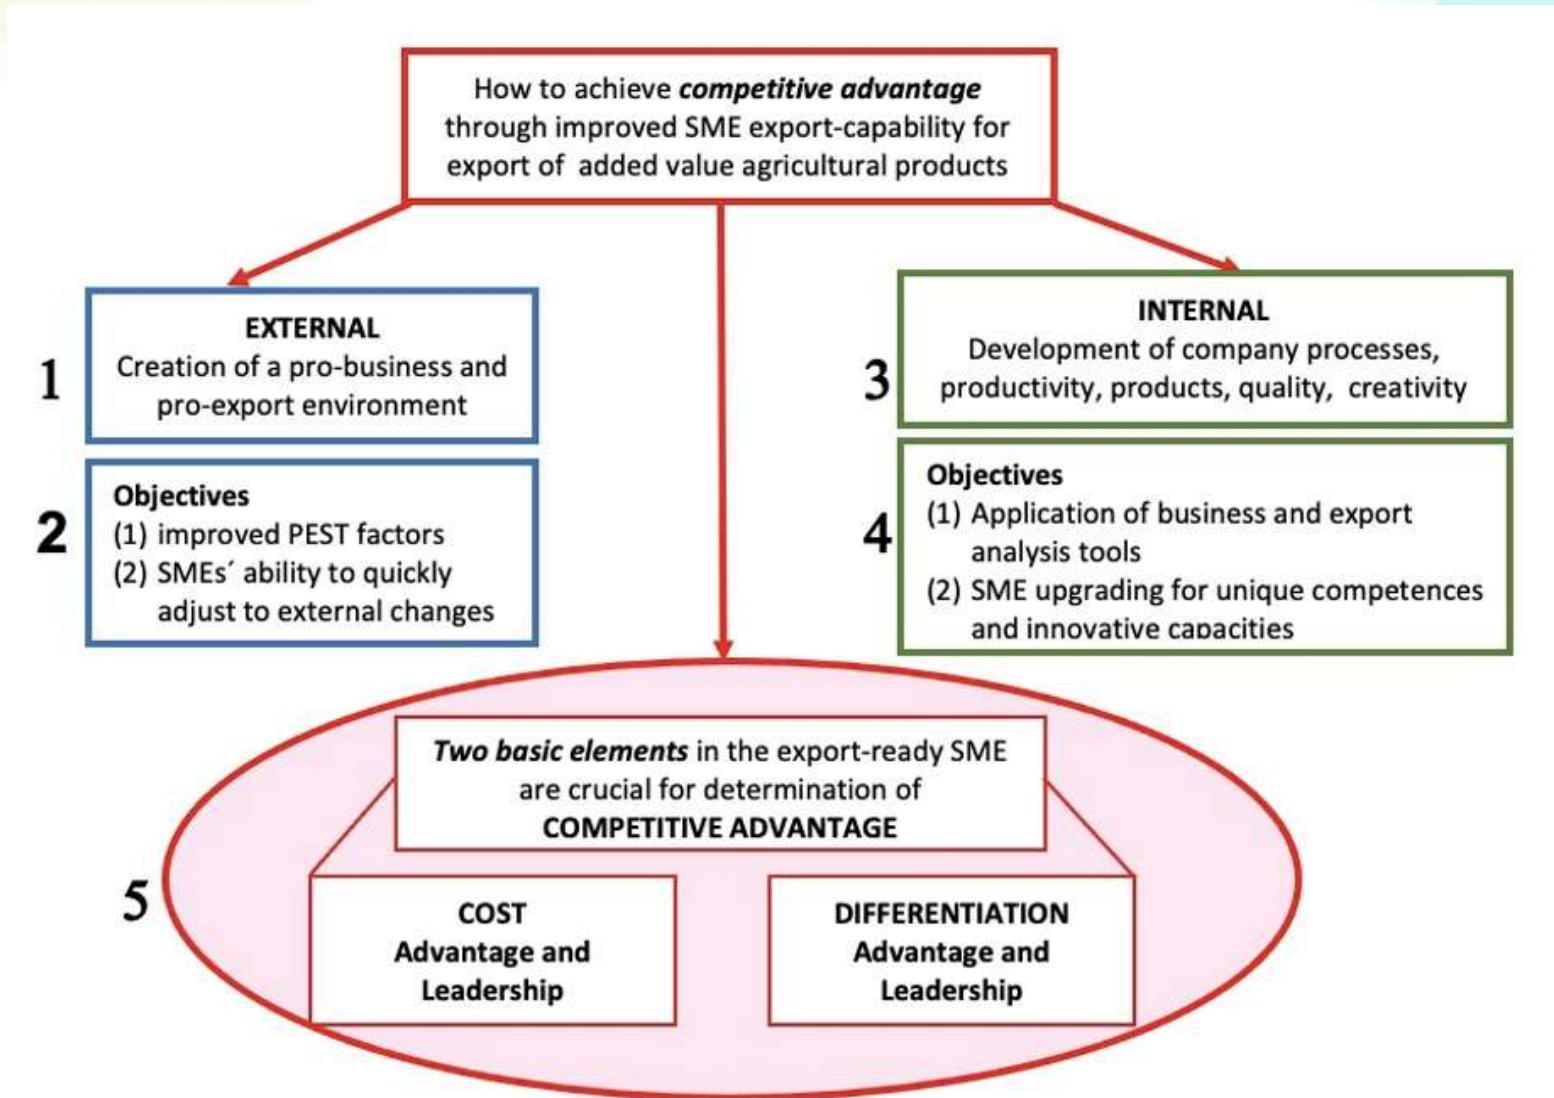 How to achieve competitive advantage
through improved SME export-capability for
export of added value agricultural products
1
EXTERNAL
Creation of a pro-business and
pro-export environment
2
Objectives
(1) improved PEST factors
(2) SMEs´ ability to quickly
adjust to external changes
3
INTERNAL
Development of company processes,
productivity, products, quality, creativity
4
Objectives
(1) Application of business and export
analysis tools
(2) SME upgrading for unique competences
and innovative capacities
5
Two basic elements in the export-ready SME
are crucial for determination of
COMPETITIVE ADVANTAGE
COST
Advantage and
Leadership
DIFFERENTIATION
Advantage and
Leadership